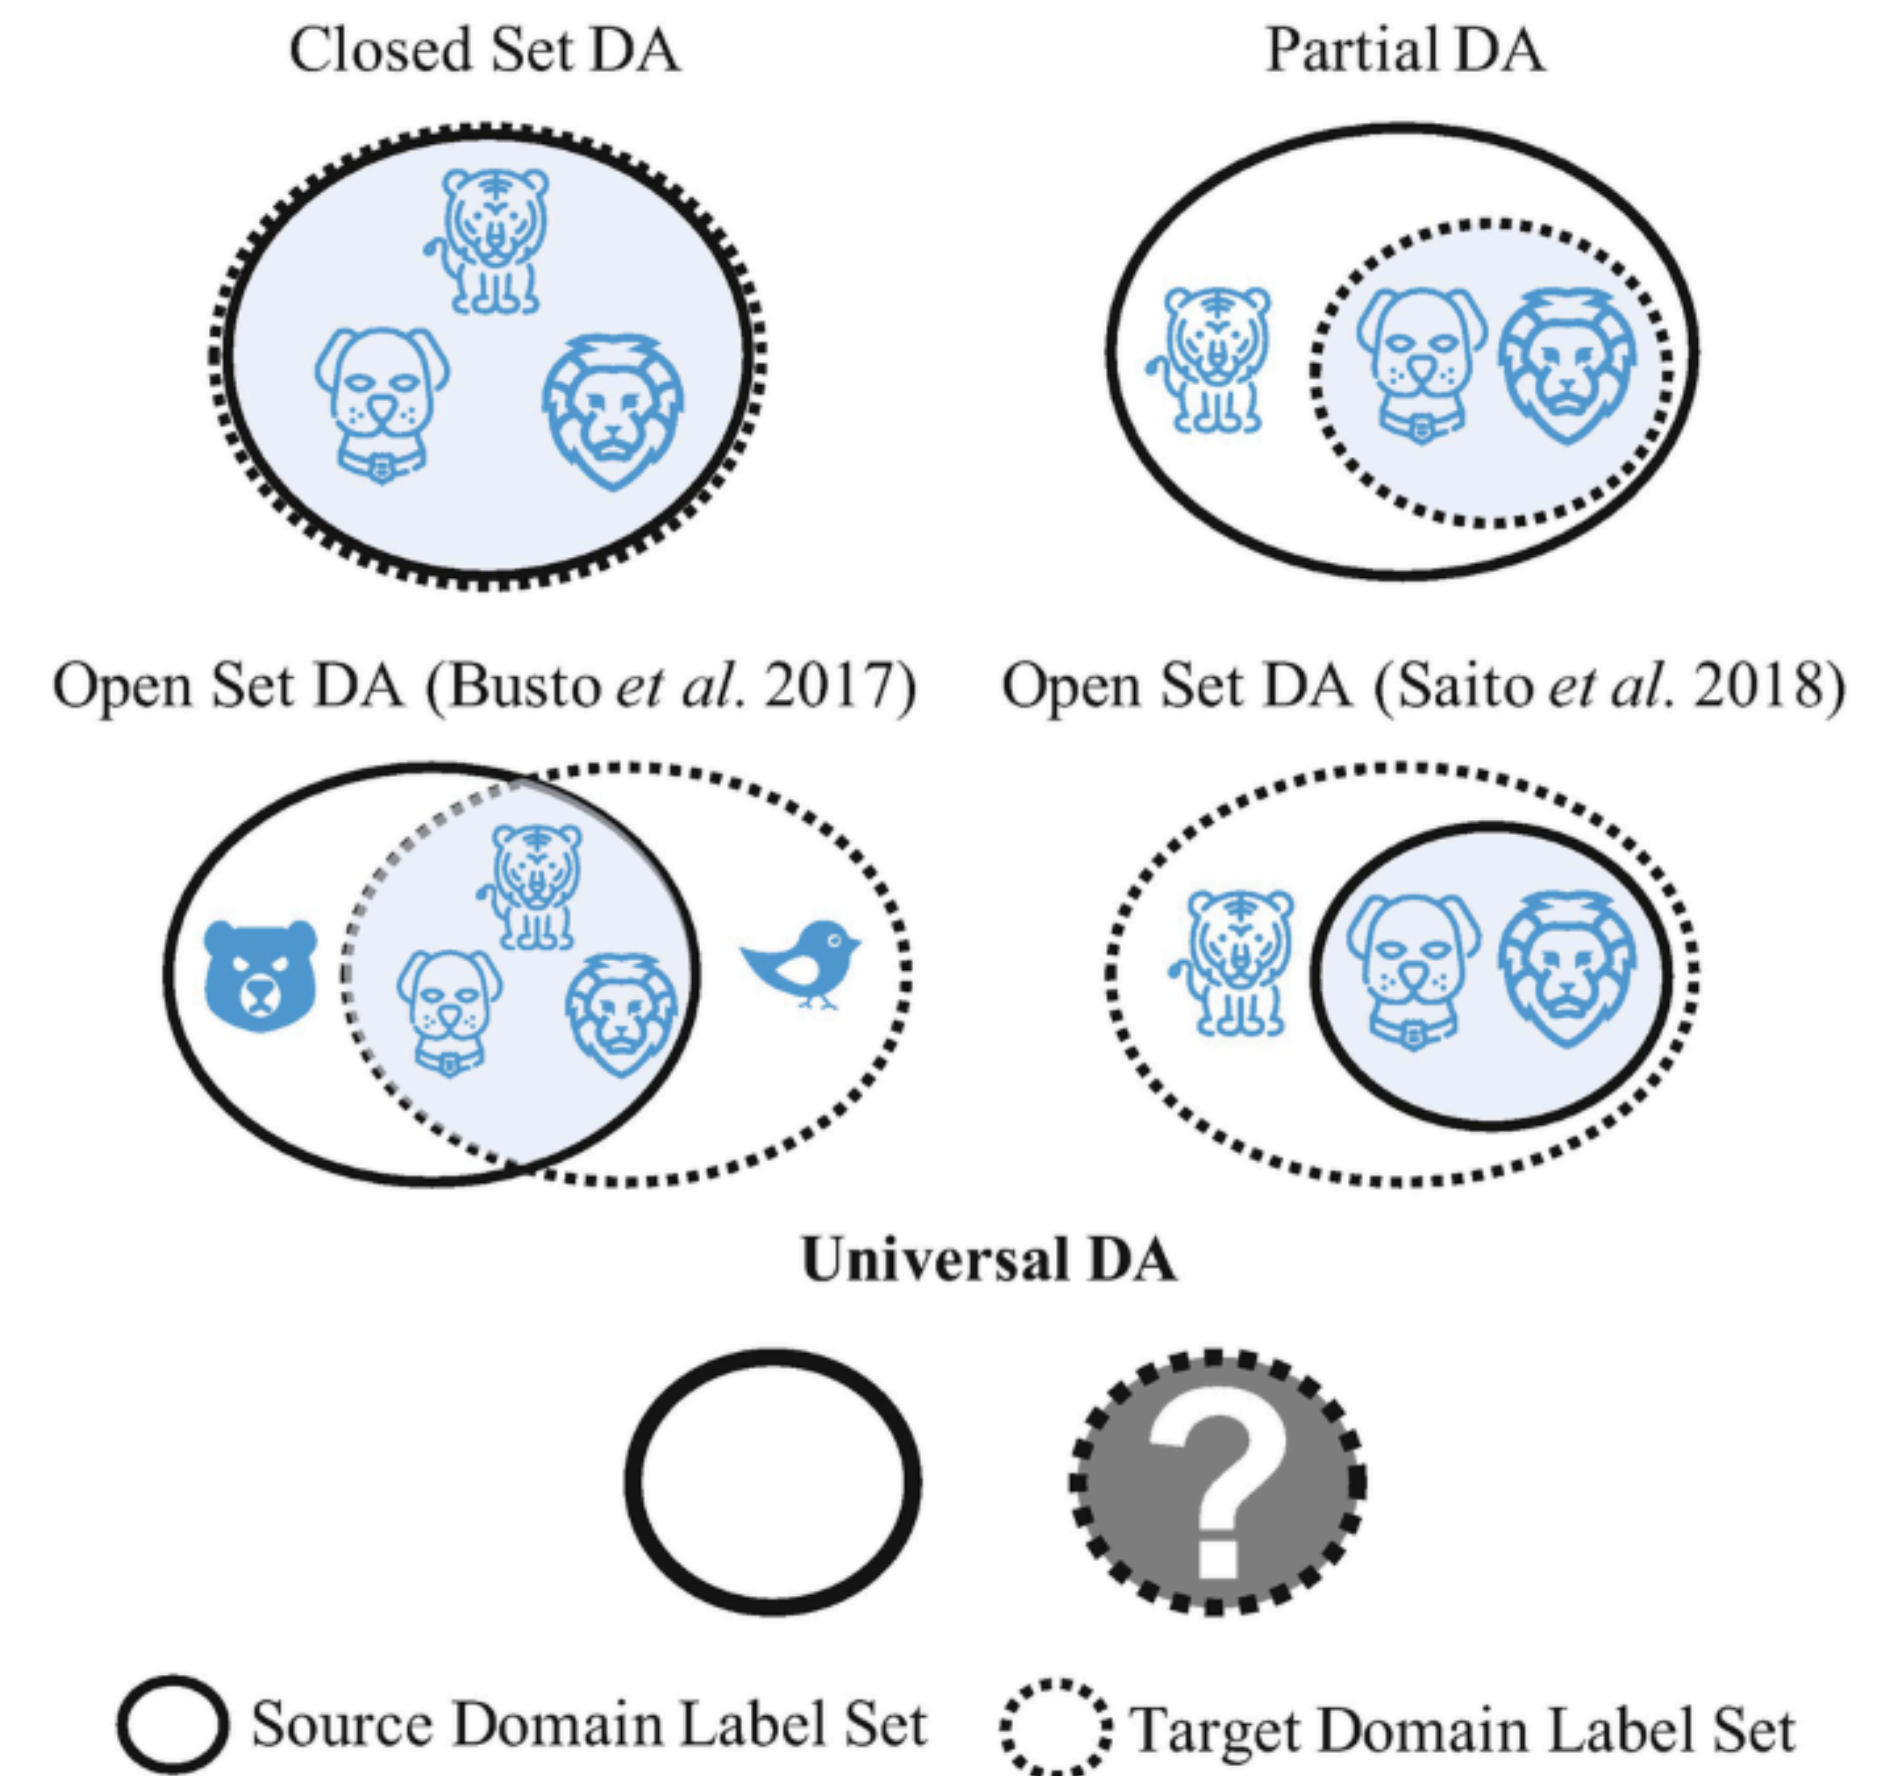 Closed Set DA
Partial DA
Open Set DA (Busto et al. 2017)
Open Set DA (Saito et al. 2018)
Universal DA
?
Source Domain Label Set
Target Domain Label Set